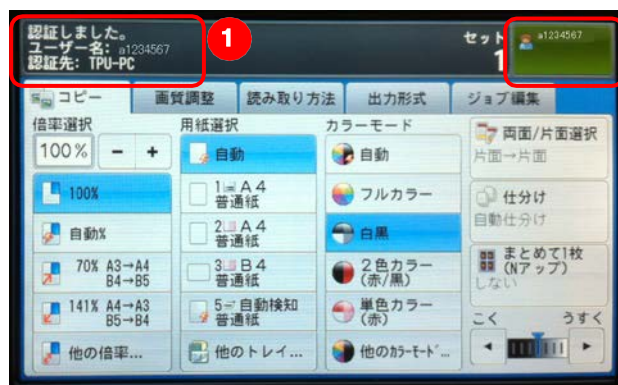 認証しました。
ユーザー名: a1234567
認証先: TPU-PC
1
セット
1
a1234567
コピー
画質調整
読み取り方法
出力形式
ジョブ編集
倍率選択
100%
−
+
100%
自動%
70% A3→A4
B4→B5
141% A4→A3
B5→B4
他の倍率...
用紙選択
自動
1 A4
普通紙
2 A4
普通紙
3 B4
普通紙
5 自動検知
普通紙
他のトレイ...
カラーモード
自動
フルカラー
白黒
2色カラー
(赤/黒)
単色カラー
(赤)
他のカラーモード...
両面/片面選択
片面→片面
仕分け
自動仕分け
まとめて1枚
(Nアップ)
しない
こく
うすく